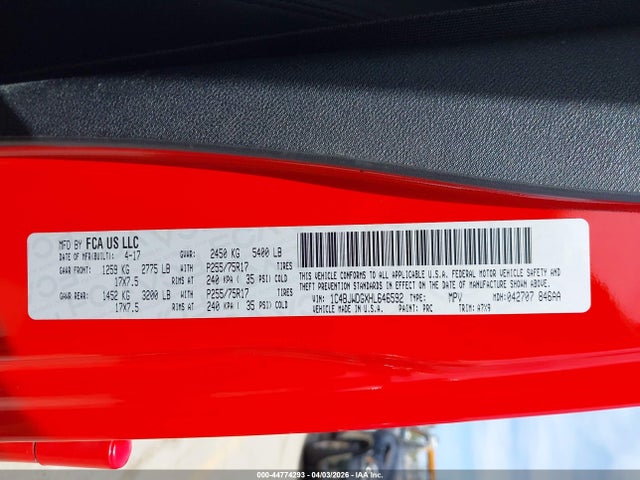 MFD BY FCA US LLC
DATE OF MFR(BUILT): 4-17 GVWR: 2450 KG 5400 LB
GAWR FRONT: 1259 KG 2775 LB WITH P255/75R17 TIRES
17X7.5 RIMS AT 240 KPA( 35 PSI) COLD
GAWR REAR: 1452 KG 3200 LB WITH P255/75R17 TIRES
17X7.5 RIMS AT 240 KPA( 35 PSI) COLD
THIS VEHICLE CONFORMS TO ALL APPLICABLE U.S.A. FEDERAL MOTOR VEHICLE SAFETY AND
THEFT PREVENTION STANDARDS IN EFFECT ON THE DATE OF MANUFACTURE SHOWN ABOVE.
VIN: 1C4BJWDGXHL646592 TYPE: MPV MDH: 042707 846AA
VEHICLE MADE IN U.S.A. PAINT: PRC TRIM: A7X9
000-44774293 04/03/2026 IAA Inc.